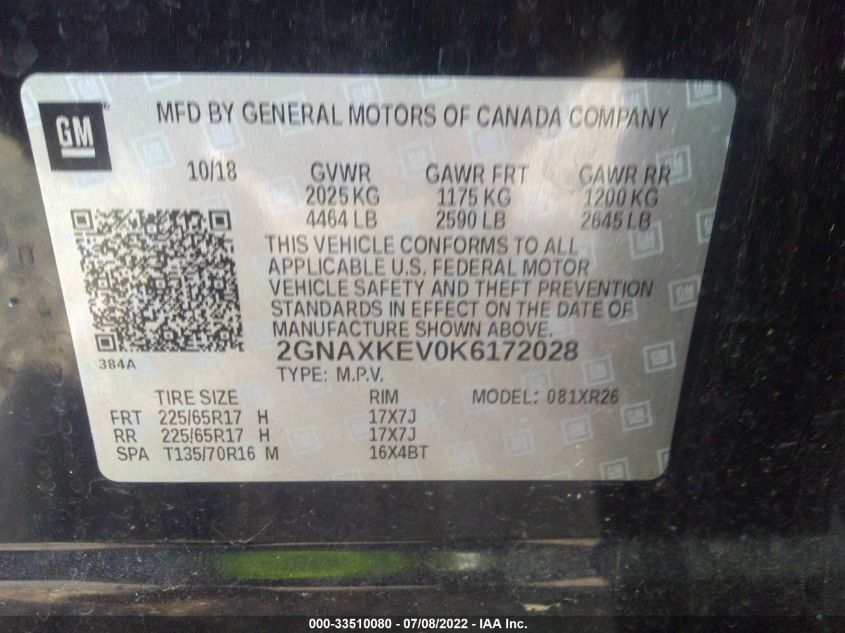 GM
MFD BY GENERAL MOTORS OF CANADA COMPANY
10/18 GVWR GAWR FRT GAWR RR
2025 KG 1175 KG 1200 KG
4464 LB 2590 LB 2645 LB
THIS VEHICLE CONFORMS TO ALL
APPLICABLE U.S. FEDERAL MOTOR
VEHICLE SAFETY AND THEFT PREVENTION
STANDARDS IN EFFECT ON THE DATE OF
MANUFACTURE SHOWN ABOVE.
384A
2GNAXKEV0K6172028
TYPE: M.P.V.
TIRE SIZE RIM MODEL: 081XR26
FRT 225/65R17 H 17X7J
RR 225/65R17 H 17X7J
SPA T135/70R16 M 16X4BT
000-33510080 - 07/08/2022 - IAA Inc.